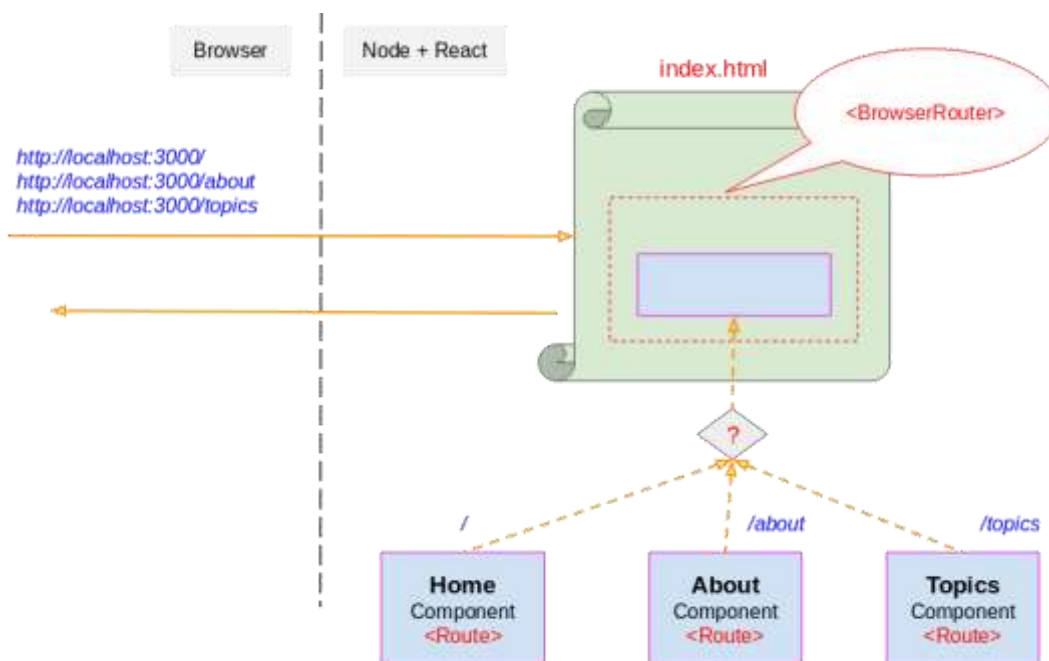 Browser
Node + React
index.html
<BrowserRouter>
http://localhost:3000/
http://localhost:3000/about
http://localhost:3000/topics
?
/
/about
/topics
Home
Component
<Route>
About
Component
<Route>
Topics
Component
<Route>